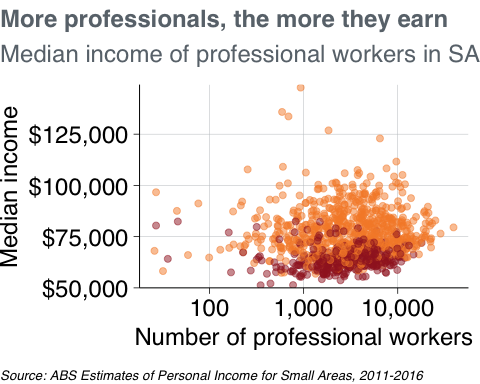 More professionals, the more they earn
Median income of professional workers in SA
Median income
$125,000
$100,000
$75,000
$50,000
100
1,000
10,000
Number of professional workers
Source: ABS Estimates of Personal Income for Small Areas, 2011-2016